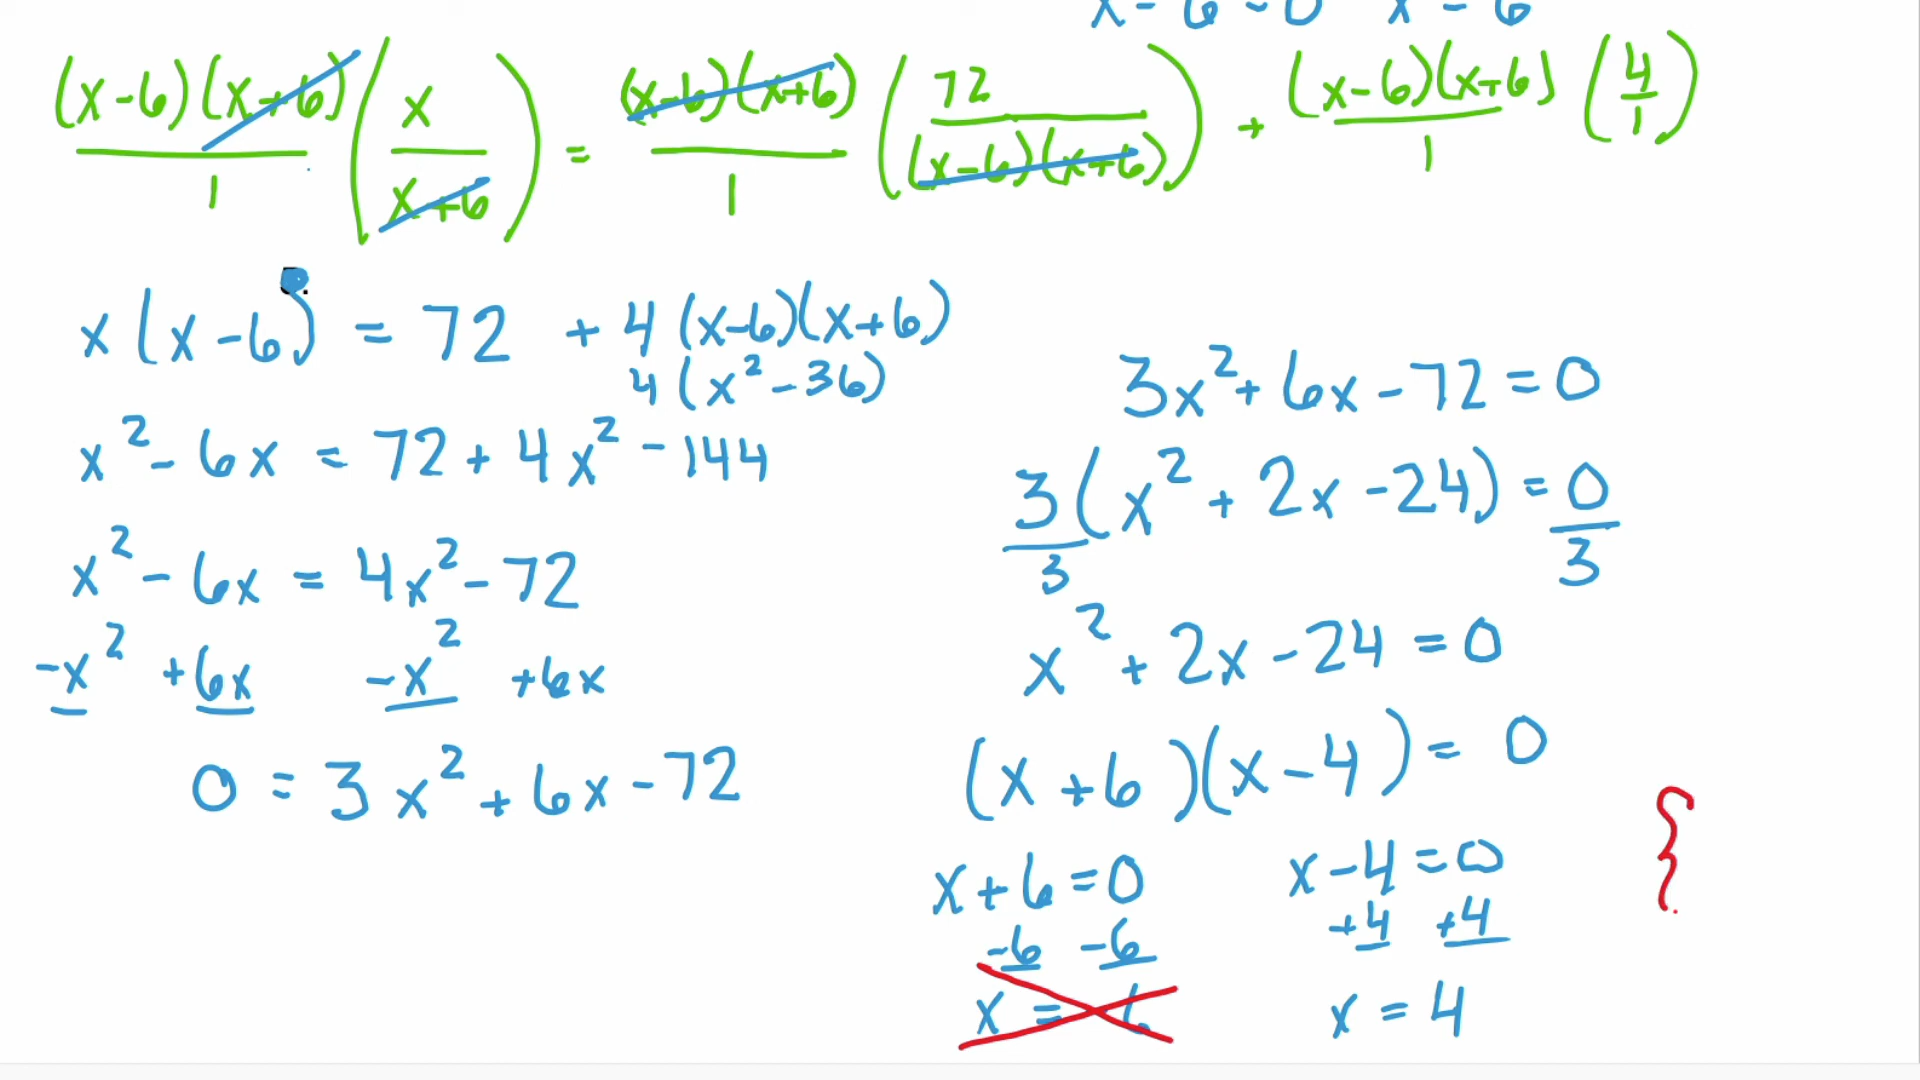 x - 6 = 0 x = 6
(x-6)(x+6)/1 (x/(x+6)) = (x-6)(x+6)/1 (72/((x-6)(x+6))) + (x-6)(x+6)/1 (4/1)
x(x-6) = 72 + 4(x-6)(x+6)
4(x²-36)
x² - 6x = 72 + 4x² - 144
x² - 6x = 4x² - 72
-x² +6x -x² +6x
0 = 3x² + 6x - 72
3x² + 6x - 72 = 0
3(x² + 2x - 24)/3 = 0/3
x² + 2x - 24 = 0
(x+6)(x-4) = 0
x+6=0 x-4=0
-6 -6 +4 +4
x = 6 x = 4
{